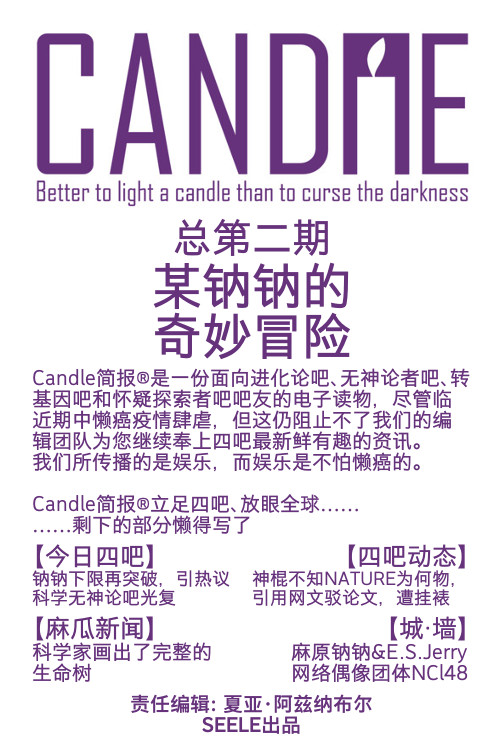 CANDLE
Better to light a candle than to curse the darkness
总第二期
某钠钠的
奇妙冒险
Candle简报®是一份面向进化论吧、无神论者吧、转
基因吧和怀疑探索者吧吧友的电子读物，尽管临
近期中懒癌疫情肆虐，但这仍阻止不了我们的编
辑团队为您继续奉上四吧最新鲜有趣的资讯。
我们所传播的是娱乐，而娱乐是不怕懒癌的。
Candle简报®立足四吧、放眼全球……
……剩下的部分懒得写了
【今日四吧】
钠钠下限再突破，引热议
科学无神论吧光复
【四吧动态】
神棍不知NATURE为何物，
引用网文驳论文，遭挂裱
【麻瓜新闻】
科学家画出了完整的
生命树
【城·墙】
麻原钠钠&E.S.Jerry
网络偶像团体NCl48
责任编辑: 夏亚·阿兹纳布尔
SEELE出品